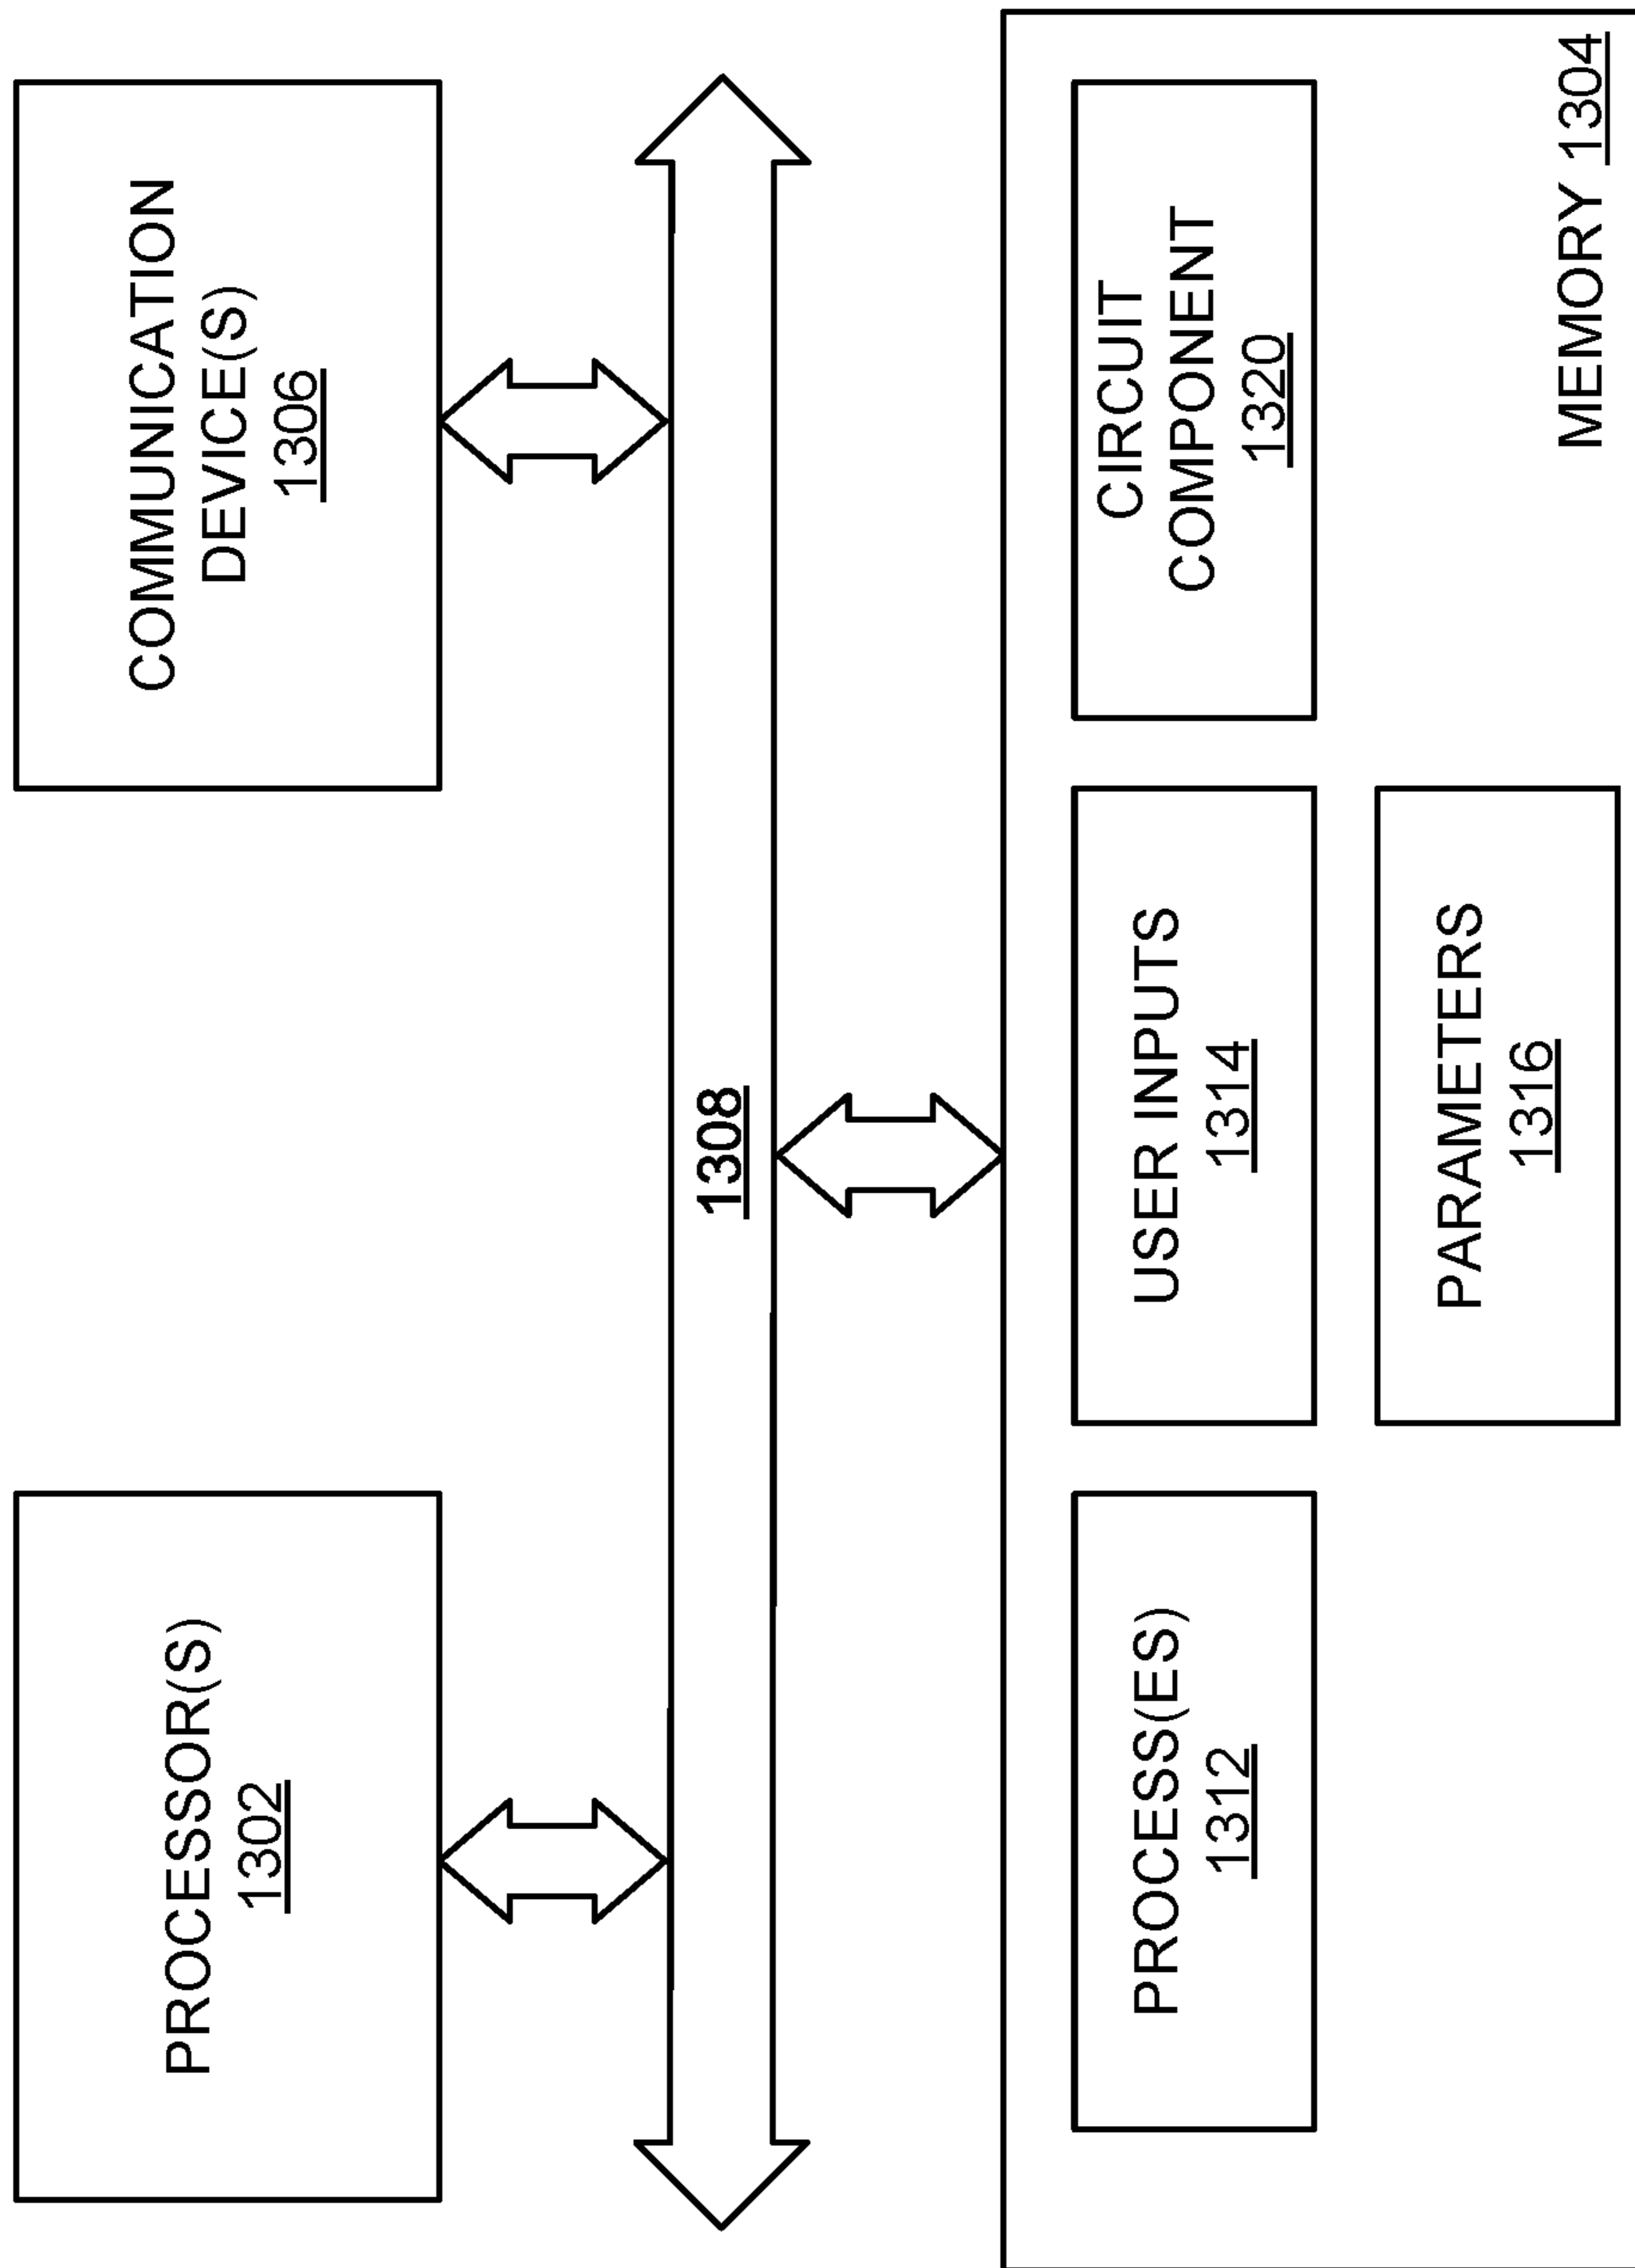 PROCESSOR(S)
1302
COMMUNICATION
DEVICE(S)
1306
1308
PROCESS(ES)
1312
USER INPUTS
1314
CIRCUIT
COMPONENT
1320
PARAMETERS
1316
MEMORY 1304